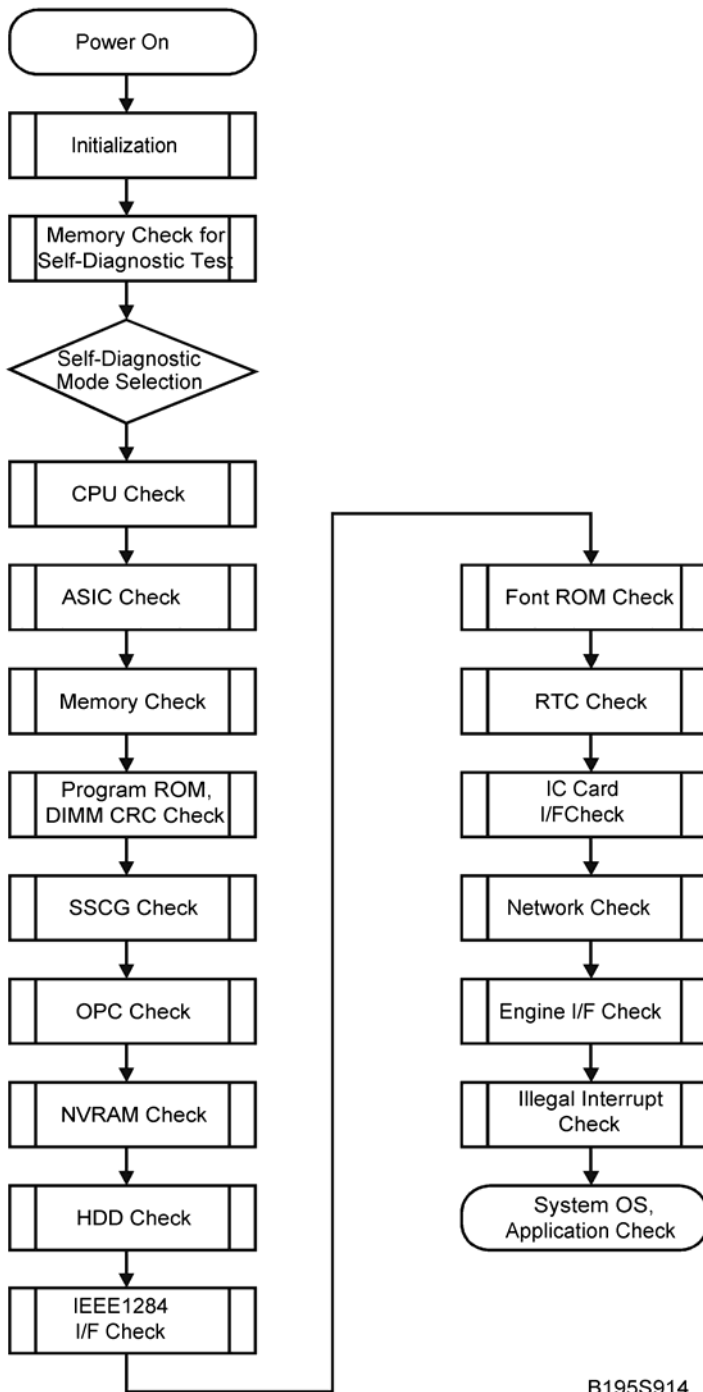 Power On
Initialization
Memory Check for
Self-Diagnostic Test
Self-Diagnostic
Mode Selection
CPU Check
ASIC Check
Memory Check
Program ROM,
DIMM CRC Check
SSCG Check
OPC Check
NVRAM Check
HDD Check
IEEE1284
I/F Check
Font ROM Check
RTC Check
IC Card
I/FCheck
Network Check
Engine I/F Check
Illegal Interrupt
Check
System OS,
Application Check
B195S914